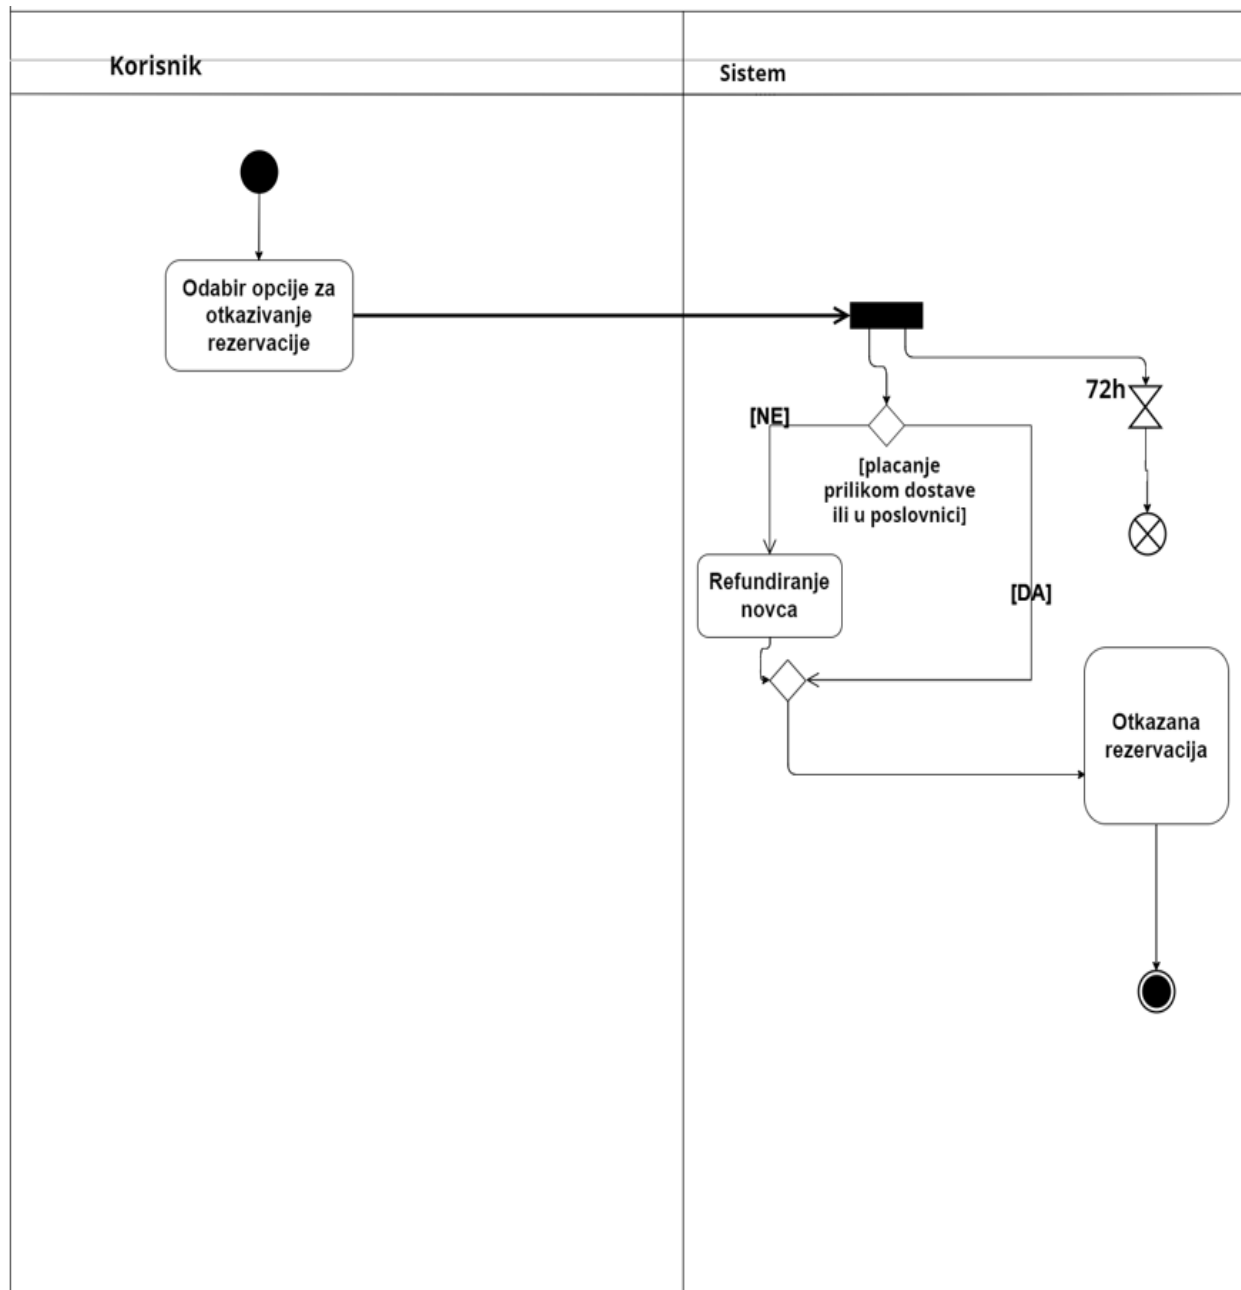 Korisnik
Sistem
Odabir opcije za
otkazivanje
rezervacije
72h
[NE]
[placanje
prilikom dostave
ili u poslovnici]
Refundiranje
novca
[DA]
Otkazana
rezervacija